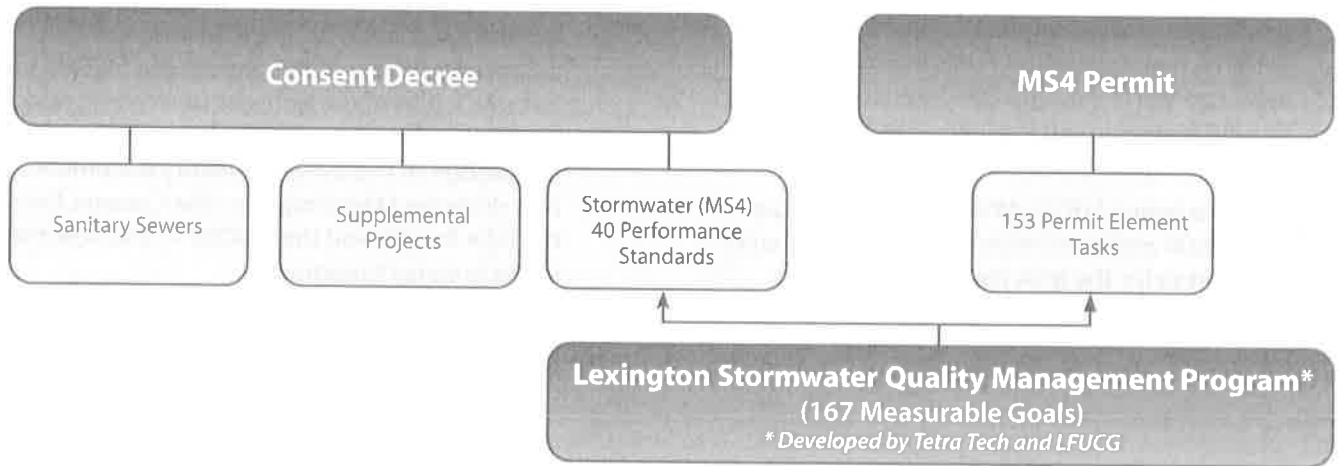 Consent Decree
MS4 Permit
Sanitary Sewers
Supplemental
Projects
Stormwater (MS4)
40 Performance
Standards
153 Permit Element
Tasks
Lexington Stormwater Quality Management Program*
(167 Measurable Goals)
* Developed by Tetra Tech and LFUCG